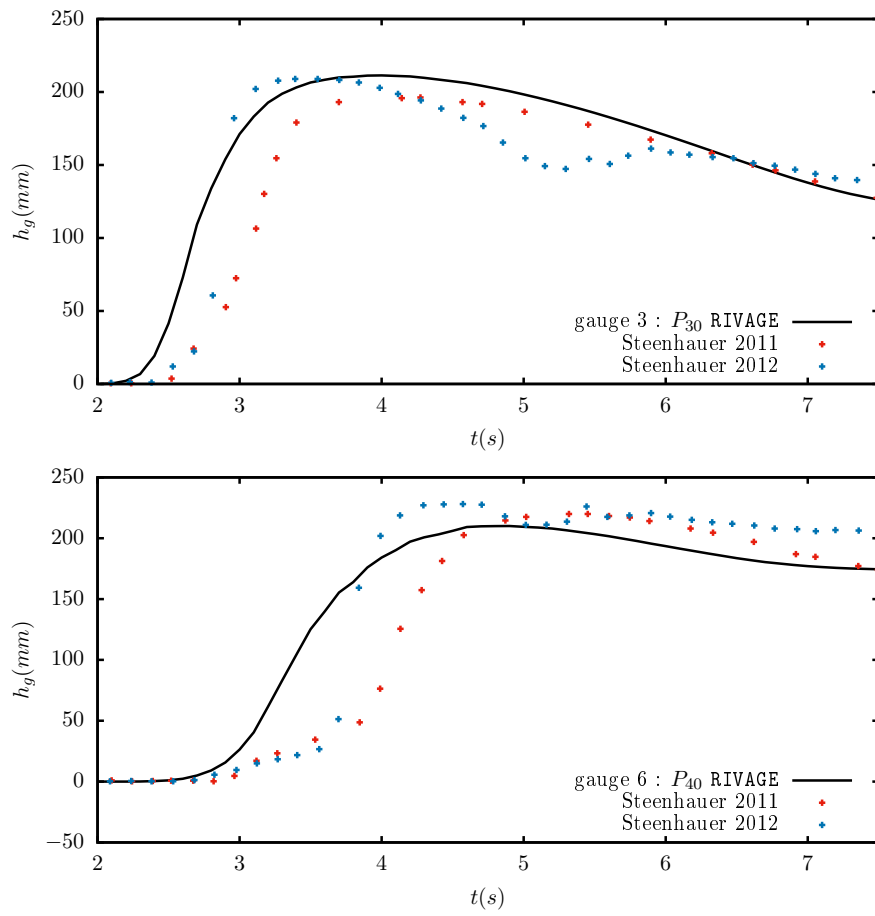 250
200
150
100
50
0
h_g(mm)
gauge 3 : P_30 RIVAGE
Steenhauer 2011
Steenhauer 2012
2 3 4 5 6 7
t(s)
250
200
150
100
50
0
−50
h_g(mm)
gauge 6 : P_40 RIVAGE
Steenhauer 2011
Steenhauer 2012
2 3 4 5 6 7
t(s)